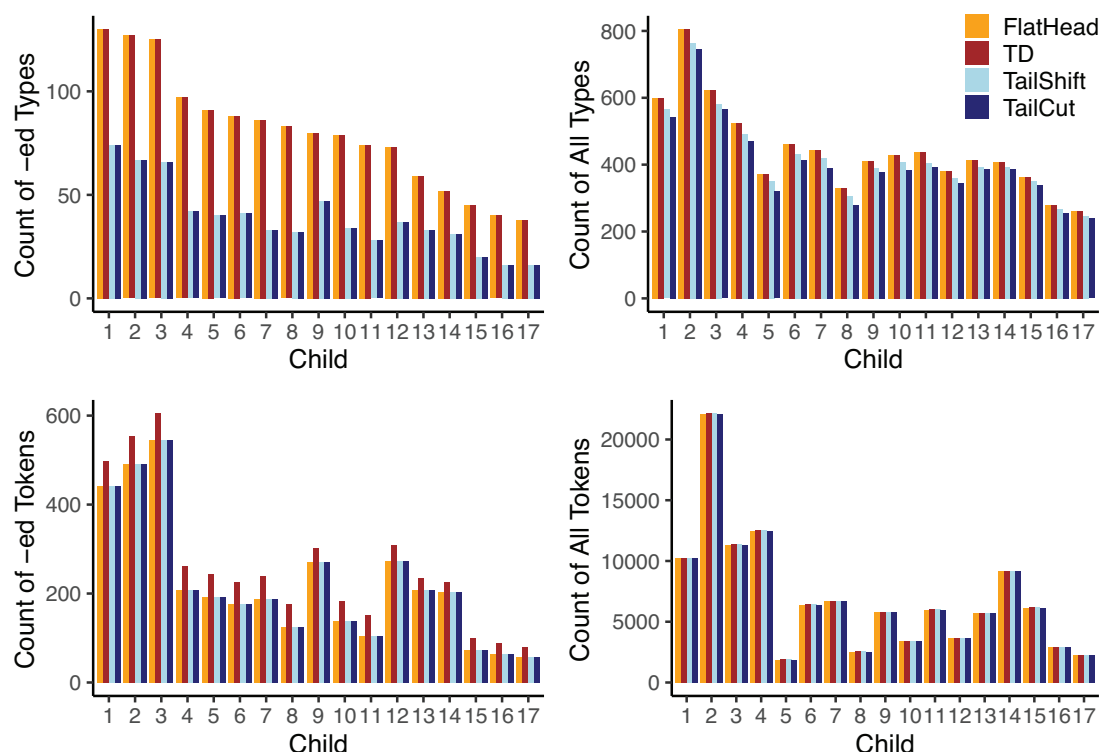 Count of −ed Types
100
50
0
1 2 3 4 5 6 7 8 9 10 11 12 13 14 15 16 17
Child
Count of All Types
800
600
400
200
0
1 2 3 4 5 6 7 8 9 10 11 12 13 14 15 16 17
Child
FlatHead
TD
TailShift
TailCut
Count of −ed Tokens
600
400
200
0
1 2 3 4 5 6 7 8 9 10 11 12 13 14 15 16 17
Child
Count of All Tokens
20000
15000
10000
5000
0
1 2 3 4 5 6 7 8 9 10 11 12 13 14 15 16 17
Child